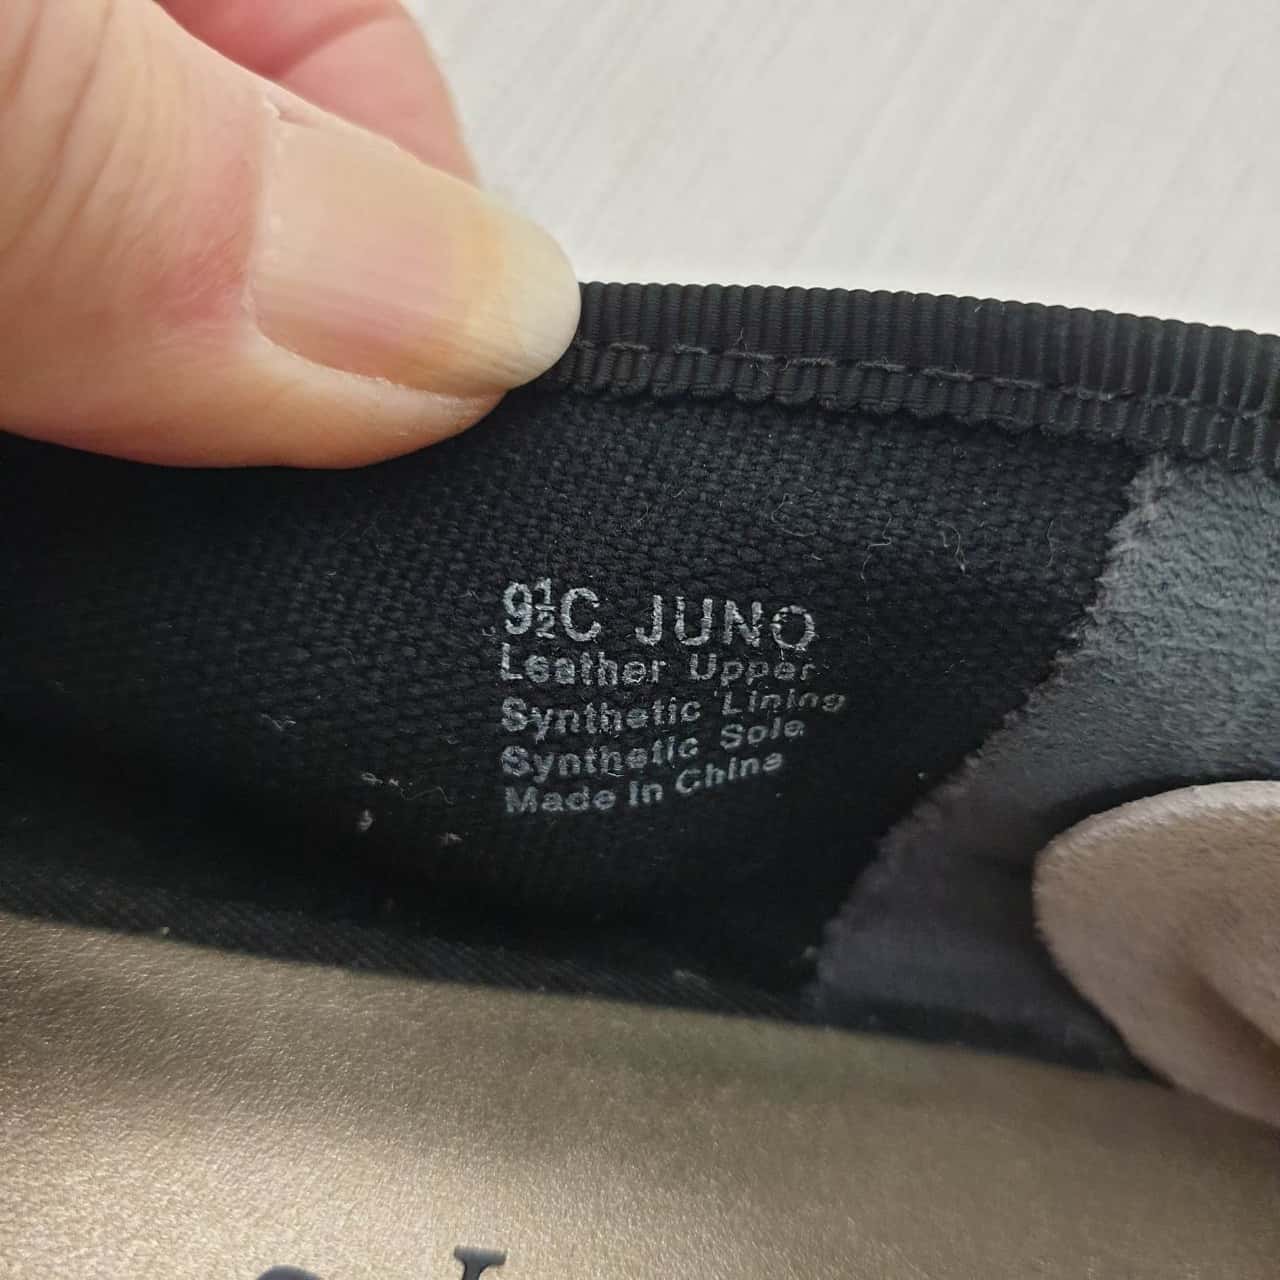 9½C JUNO
Leather Upper
Synthetic Lining
Synthetic Sole
Made In China